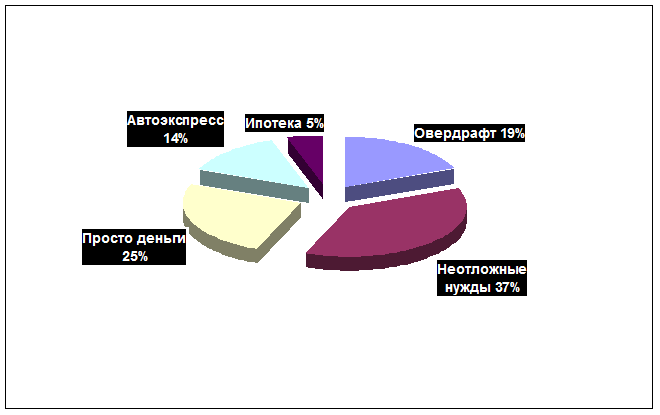 Автоэкспресс
14%
Ипотека 5%
Овердрафт 19%
Просто деньги
25%
Неотложные
нужды 37%